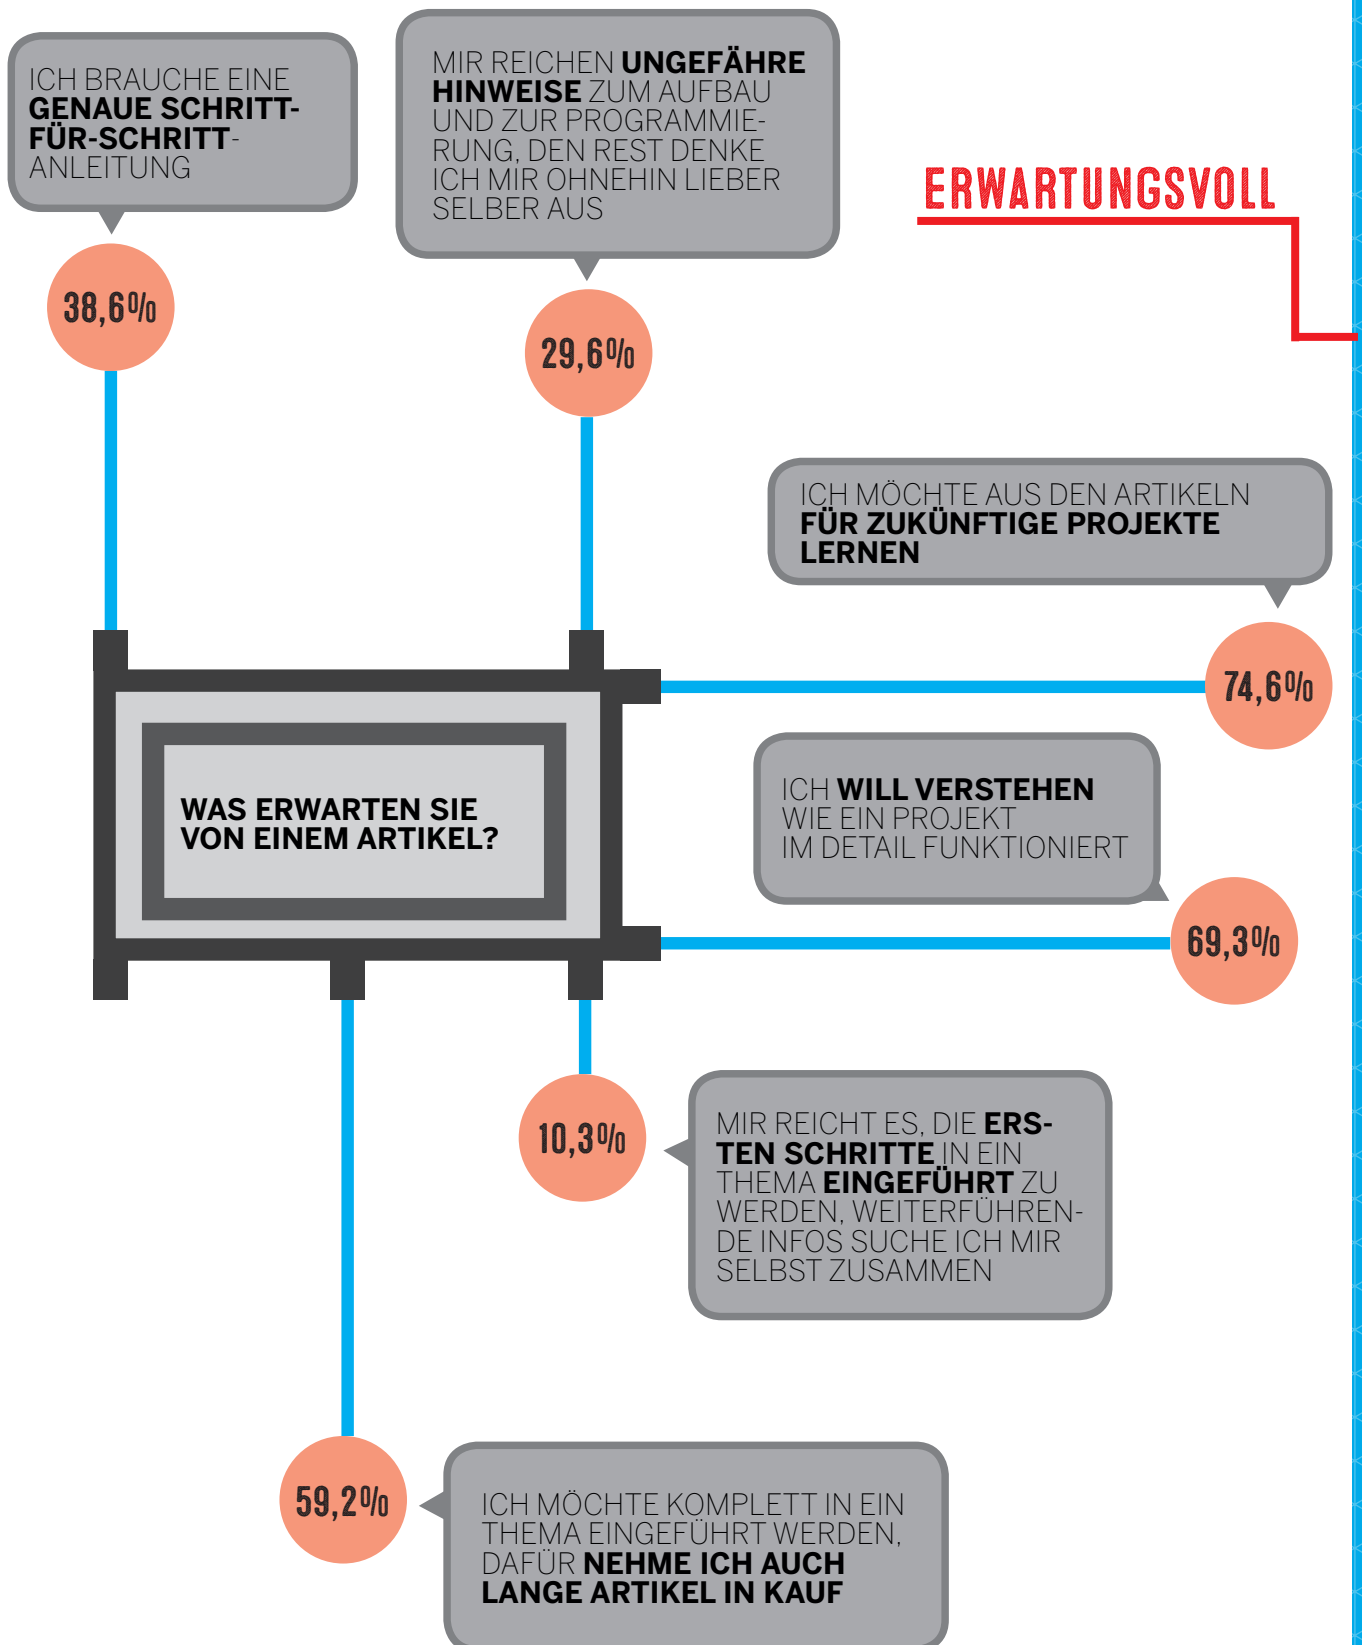 ICH BRAUCHE EINE
GENAUE SCHRITT-
FÜR-SCHRITT-
ANLEITUNG
38,6%
MIR REICHEN UNGEFÄHRE
HINWEISE ZUM AUFBAU
UND ZUR PROGRAMMIE-
RUNG, DEN REST DENKE
ICH MIR OHNEHIN LIEBER
SELBER AUS
29,6%
ERWARTUNGSVOLL
ICH MÖCHTE AUS DEN ARTIKELN
FÜR ZUKÜNFTIGE PROJEKTE
LERNEN
74,6%
WAS ERWARTEN SIE
VON EINEM ARTIKEL?
ICH WILL VERSTEHEN
WIE EIN PROJEKT
IM DETAIL FUNKTIONIERT
69,3%
10,3%
MIR REICHT ES, DIE ERS-
TEN SCHRITTE IN EIN
THEMA EINGEFÜHRT ZU
WERDEN, WEITERFÜHREN-
DE INFOS SUCHE ICH MIR
SELBST ZUSAMMEN
59,2%
ICH MÖCHTE KOMPLETT IN EIN
THEMA EINGEFÜHRT WERDEN,
DAFÜR NEHME ICH AUCH
LANGE ARTIKEL IN KAUF